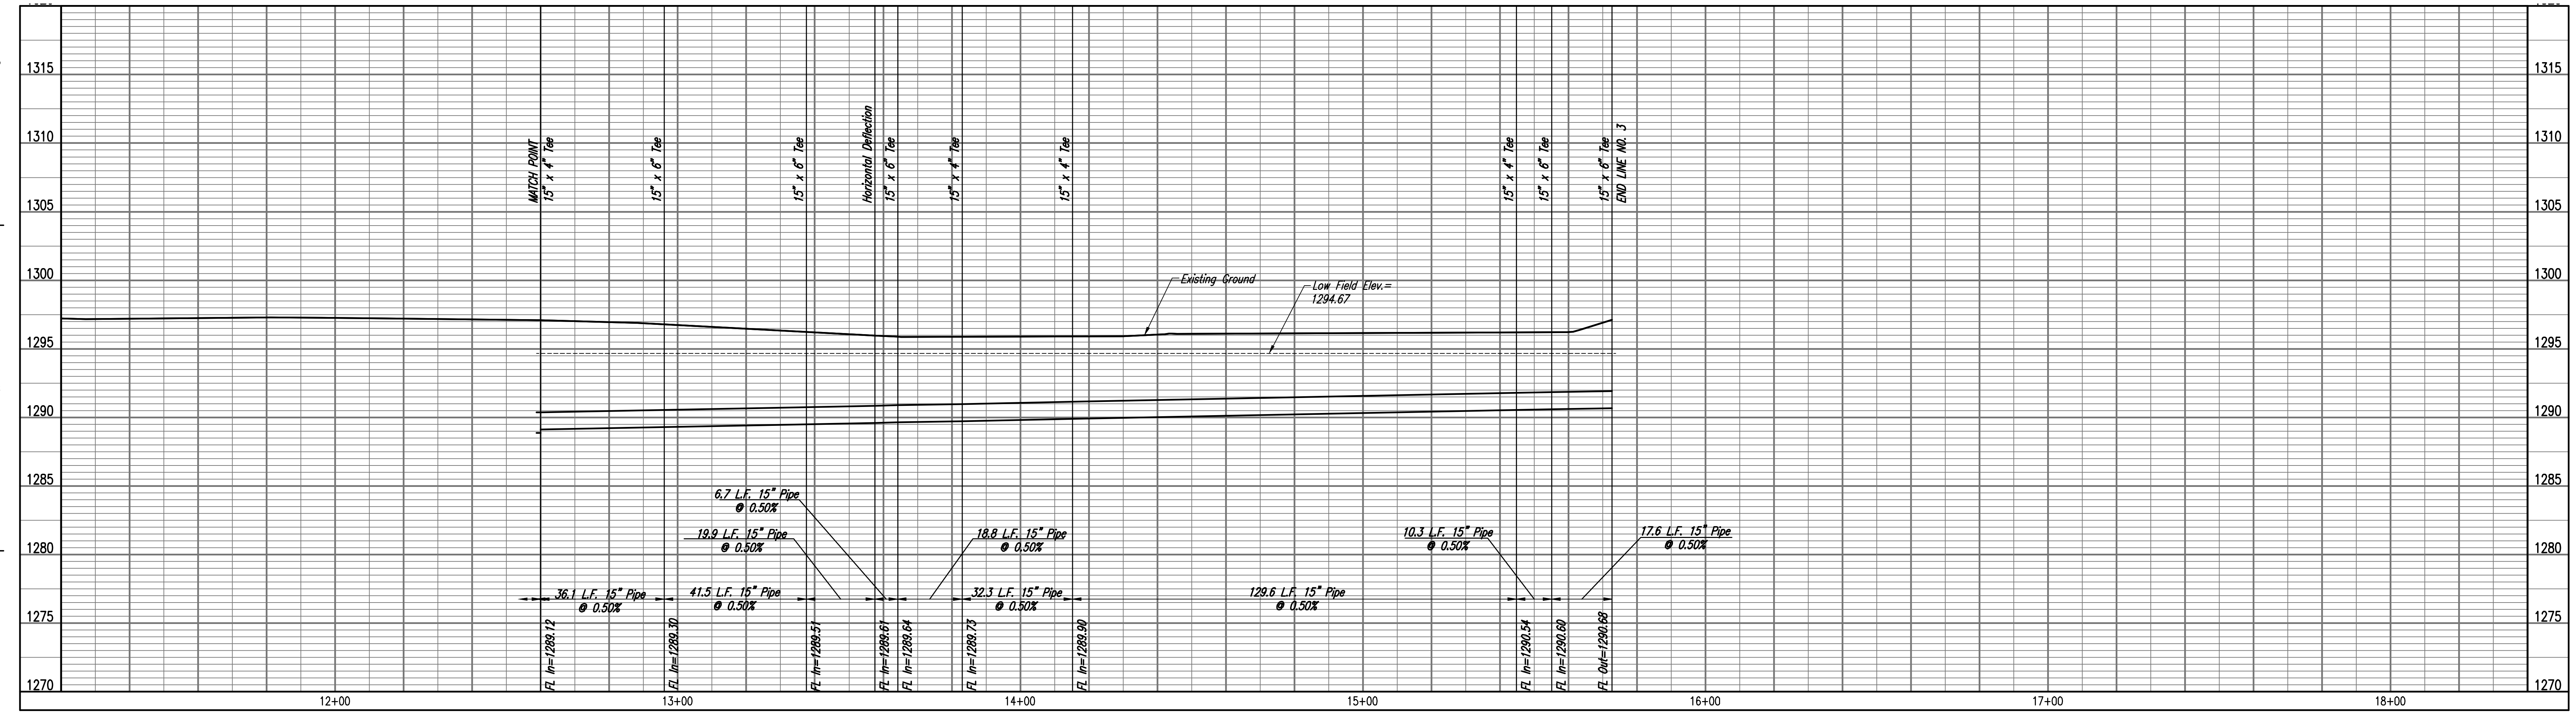 1315
1315
1310
1310
1305
1305
1300
1300
1295
1295
1290
1290
1285
1285
1280
1280
1275
1275
1270
1270
MATCH POINT
15" x 4" Tee
15" x 6" Tee
15" x 6" Tee
Horizontal Deflection
15" x 6" Tee
15" x 4" Tee
15" x 4" Tee
15" x 4" Tee
15" x 6" Tee
15" x 6" Tee
END LINE NO. 3
Existing Ground
Low Field Elev.=
1294.67
6.7 L.F. 15" Pipe
@ 0.50%
19.9 L.F. 15" Pipe
@ 0.50%
18.8 L.F. 15" Pipe
@ 0.50%
10.3 L.F. 15" Pipe
@ 0.50%
17.6 L.F. 15" Pipe
@ 0.50%
36.1 L.F. 15" Pipe
@ 0.50%
41.5 L.F. 15" Pipe
@ 0.50%
32.3 L.F. 15" Pipe
@ 0.50%
129.6 L.F. 15" Pipe
@ 0.50%
FL In=1289.12
FL In=1289.30
FL In=1289.51
FL In=1289.61
FL In=1289.64
FL In=1289.73
FL In=1289.90
FL In=1290.54
FL In=1290.60
FL Out=1290.68
12+00
13+00
14+00
15+00
16+00
17+00
18+00